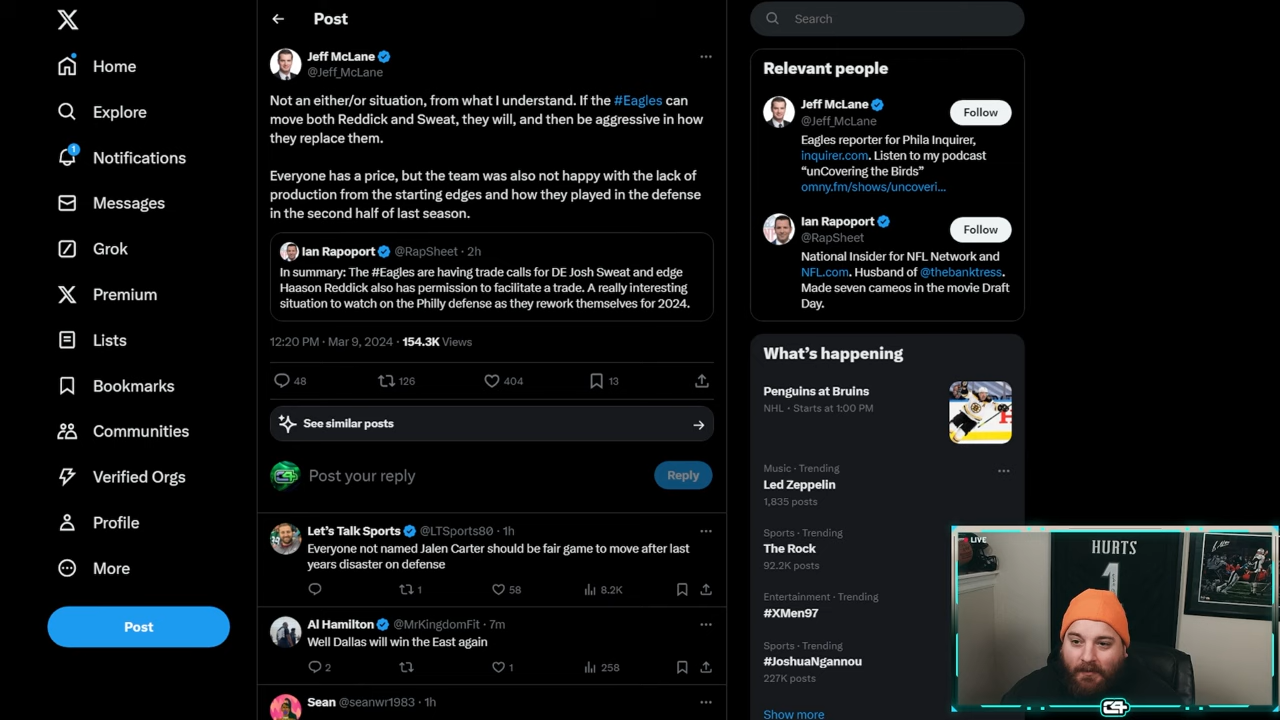 Home
Explore
1
Notifications
Messages
Grok
Premium
Lists
Bookmarks
Communities
Verified Orgs
Profile
More
Post
Post
Jeff McLane
@Jeff_McLane
Not an either/or situation, from what I understand. If the #Eagles can
move both Reddick and Sweat, they will, and then be aggressive in how
they replace them.
Everyone has a price, but the team was also not happy with the lack of
production from the starting edges and how they played in the defense
in the second half of last season.
Ian Rapoport @RapSheet · 2h
In summary: The #Eagles are having trade calls for DE Josh Sweat and edge
Haason Reddick also has permission to facilitate a trade. A really interesting
situation to watch on the Philly defense as they rework themselves for 2024.
12:20 PM · Mar 9, 2024 · 154.3K Views
48 126 404 13
See similar posts
Post your reply
Reply
Let's Talk Sports @LTSports80 · 1h
Everyone not named Jalen Carter should be fair game to move after last
years disaster on defense
1 58 8.2K
Al Hamilton @MrKingdomFit · 7m
Well Dallas will win the East again
2 1 258
Sean @seanwr1983 · 1h
Search
Relevant people
Jeff McLane
@Jeff_McLane
Follow
Eagles reporter for Phila Inquirer,
inquirer.com. Listen to my podcast
“unCovering the Birds”
omny.fm/shows/uncoveri...
Ian Rapoport
@RapSheet
Follow
National Insider for NFL Network and
NFL.com. Husband of @thebanktress.
Made seven cameos in the movie Draft
Day.
What's happening
Penguins at Bruins
NHL · Starts at 1:00 PM
Music · Trending
Led Zeppelin
1,835 posts
Sports · Trending
The Rock
92.2K posts
Entertainment · Trending
#XMen97
Sports · Trending
#JoshuaNgannou
227K posts
Show more
LIVE
HURTS
1